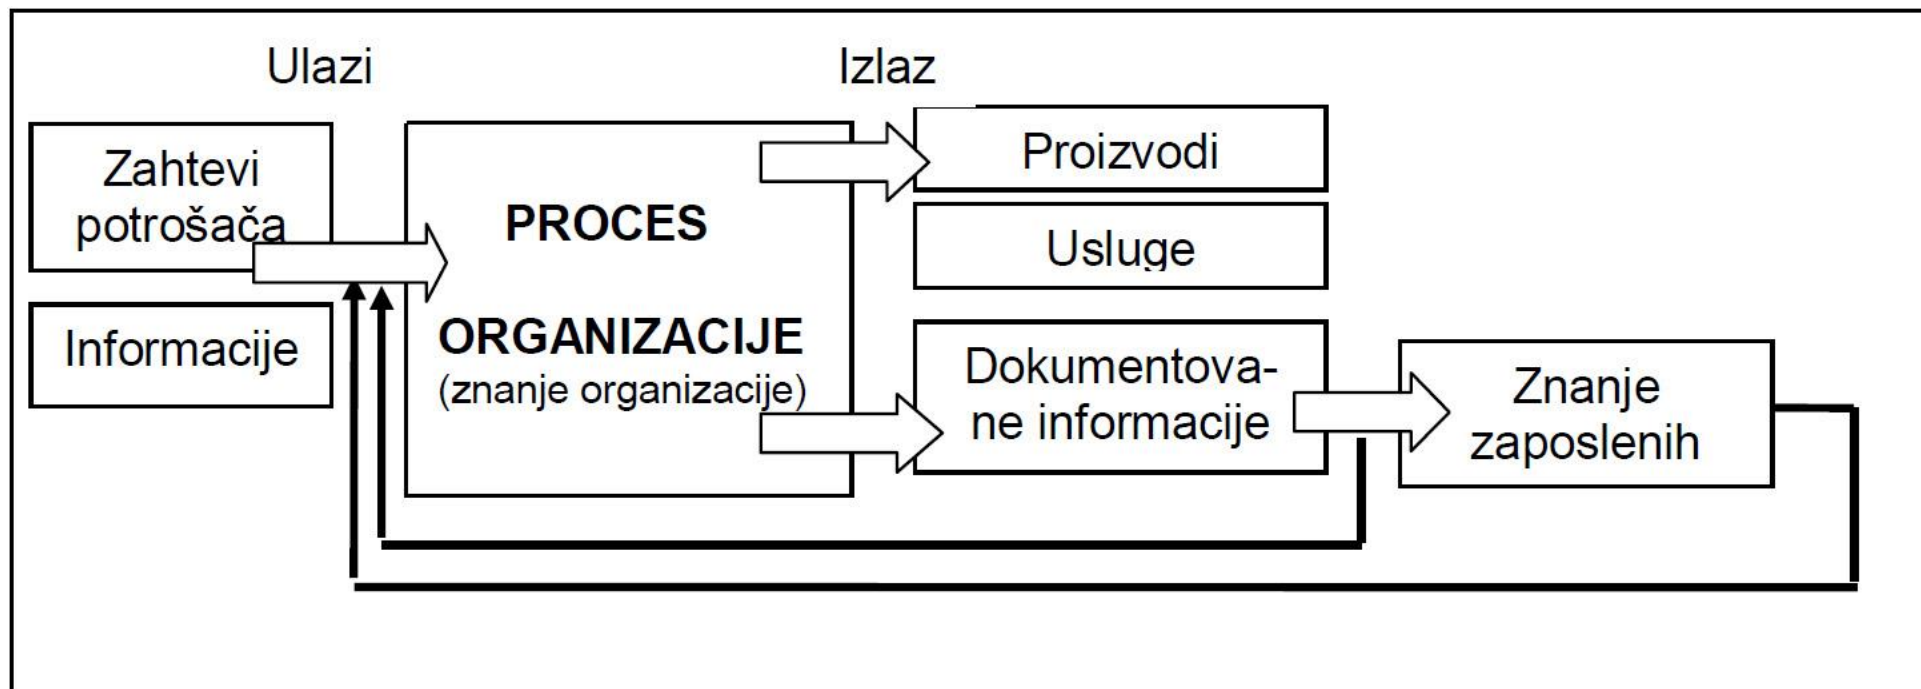 Ulazi
Izlaz
Zahtevi
potrošača
Informacije
PROCES
ORGANIZACIJE
(znanje organizacije)
Proizvodi
Usluge
Dokumentova-
ne informacije
Znanje
zaposlenih